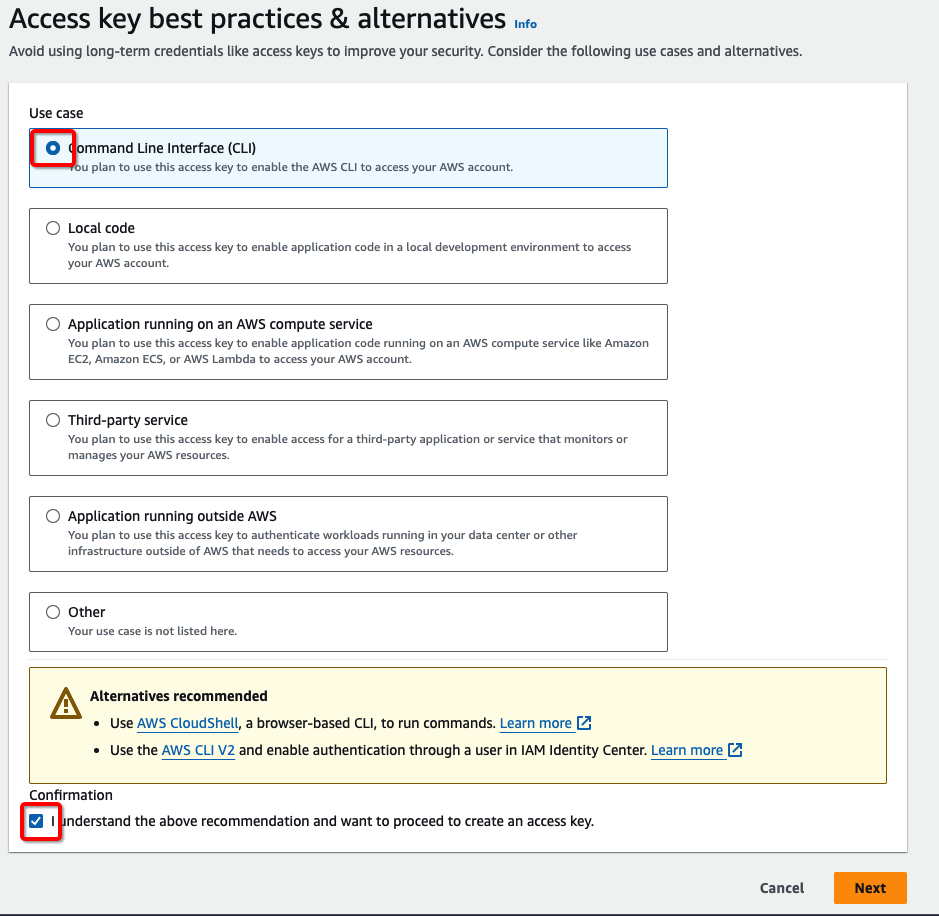 Access key best practices & alternatives Info
Avoid using long-term credentials like access keys to improve your security. Consider the following use cases and alternatives.
Use case
Command Line Interface (CLI)
You plan to use this access key to enable the AWS CLI to access your AWS account.
Local code
You plan to use this access key to enable application code in a local development environment to access
your AWS account.
Application running on an AWS compute service
You plan to use this access key to enable application code running on an AWS compute service like Amazon
EC2, Amazon ECS, or AWS Lambda to access your AWS account.
Third-party service
You plan to use this access key to enable access for a third-party application or service that monitors or
manages your AWS resources.
Application running outside AWS
You plan to use this access key to authenticate workloads running in your data center or other
infrastructure outside of AWS that needs to access your AWS resources.
Other
Your use case is not listed here.
Alternatives recommended
• Use AWS CloudShell, a browser-based CLI, to run commands. Learn more
• Use the AWS CLI V2 and enable authentication through a user in IAM Identity Center. Learn more
Confirmation
I understand the above recommendation and want to proceed to create an access key.
Cancel Next